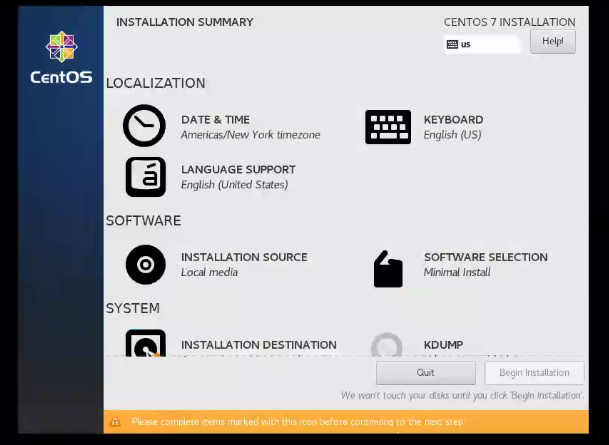 INSTALLATION SUMMARY
CENTOS 7 INSTALLATION
us
Help!
CentOS
LOCALIZATION
DATE & TIME
Americas/New York timezone
KEYBOARD
English (US)
LANGUAGE SUPPORT
English (United States)
SOFTWARE
INSTALLATION SOURCE
Local media
SOFTWARE SELECTION
Minimal Install
SYSTEM
INSTALLATION DESTINATION
KDUMP
Quit
Begin Installation
We won't touch your disks until you click 'Begin Installation'.
Please complete items marked with this icon before continuing to the next step.